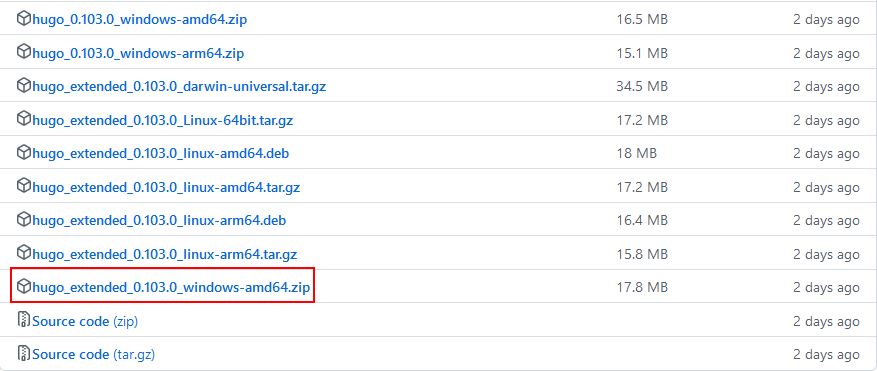 hugo_0.103.0_windows-amd64.zip 16.5 MB 2 days ago
hugo_0.103.0_windows-arm64.zip 15.1 MB 2 days ago
hugo_extended_0.103.0_darwin-universal.tar.gz 34.5 MB 2 days ago
hugo_extended_0.103.0_Linux-64bit.tar.gz 17.2 MB 2 days ago
hugo_extended_0.103.0_linux-amd64.deb 18 MB 2 days ago
hugo_extended_0.103.0_linux-amd64.tar.gz 17.2 MB 2 days ago
hugo_extended_0.103.0_linux-arm64.deb 16.4 MB 2 days ago
hugo_extended_0.103.0_linux-arm64.tar.gz 15.8 MB 2 days ago
hugo_extended_0.103.0_windows-amd64.zip 17.8 MB 2 days ago
Source code (zip) 2 days ago
Source code (tar.gz) 2 days ago